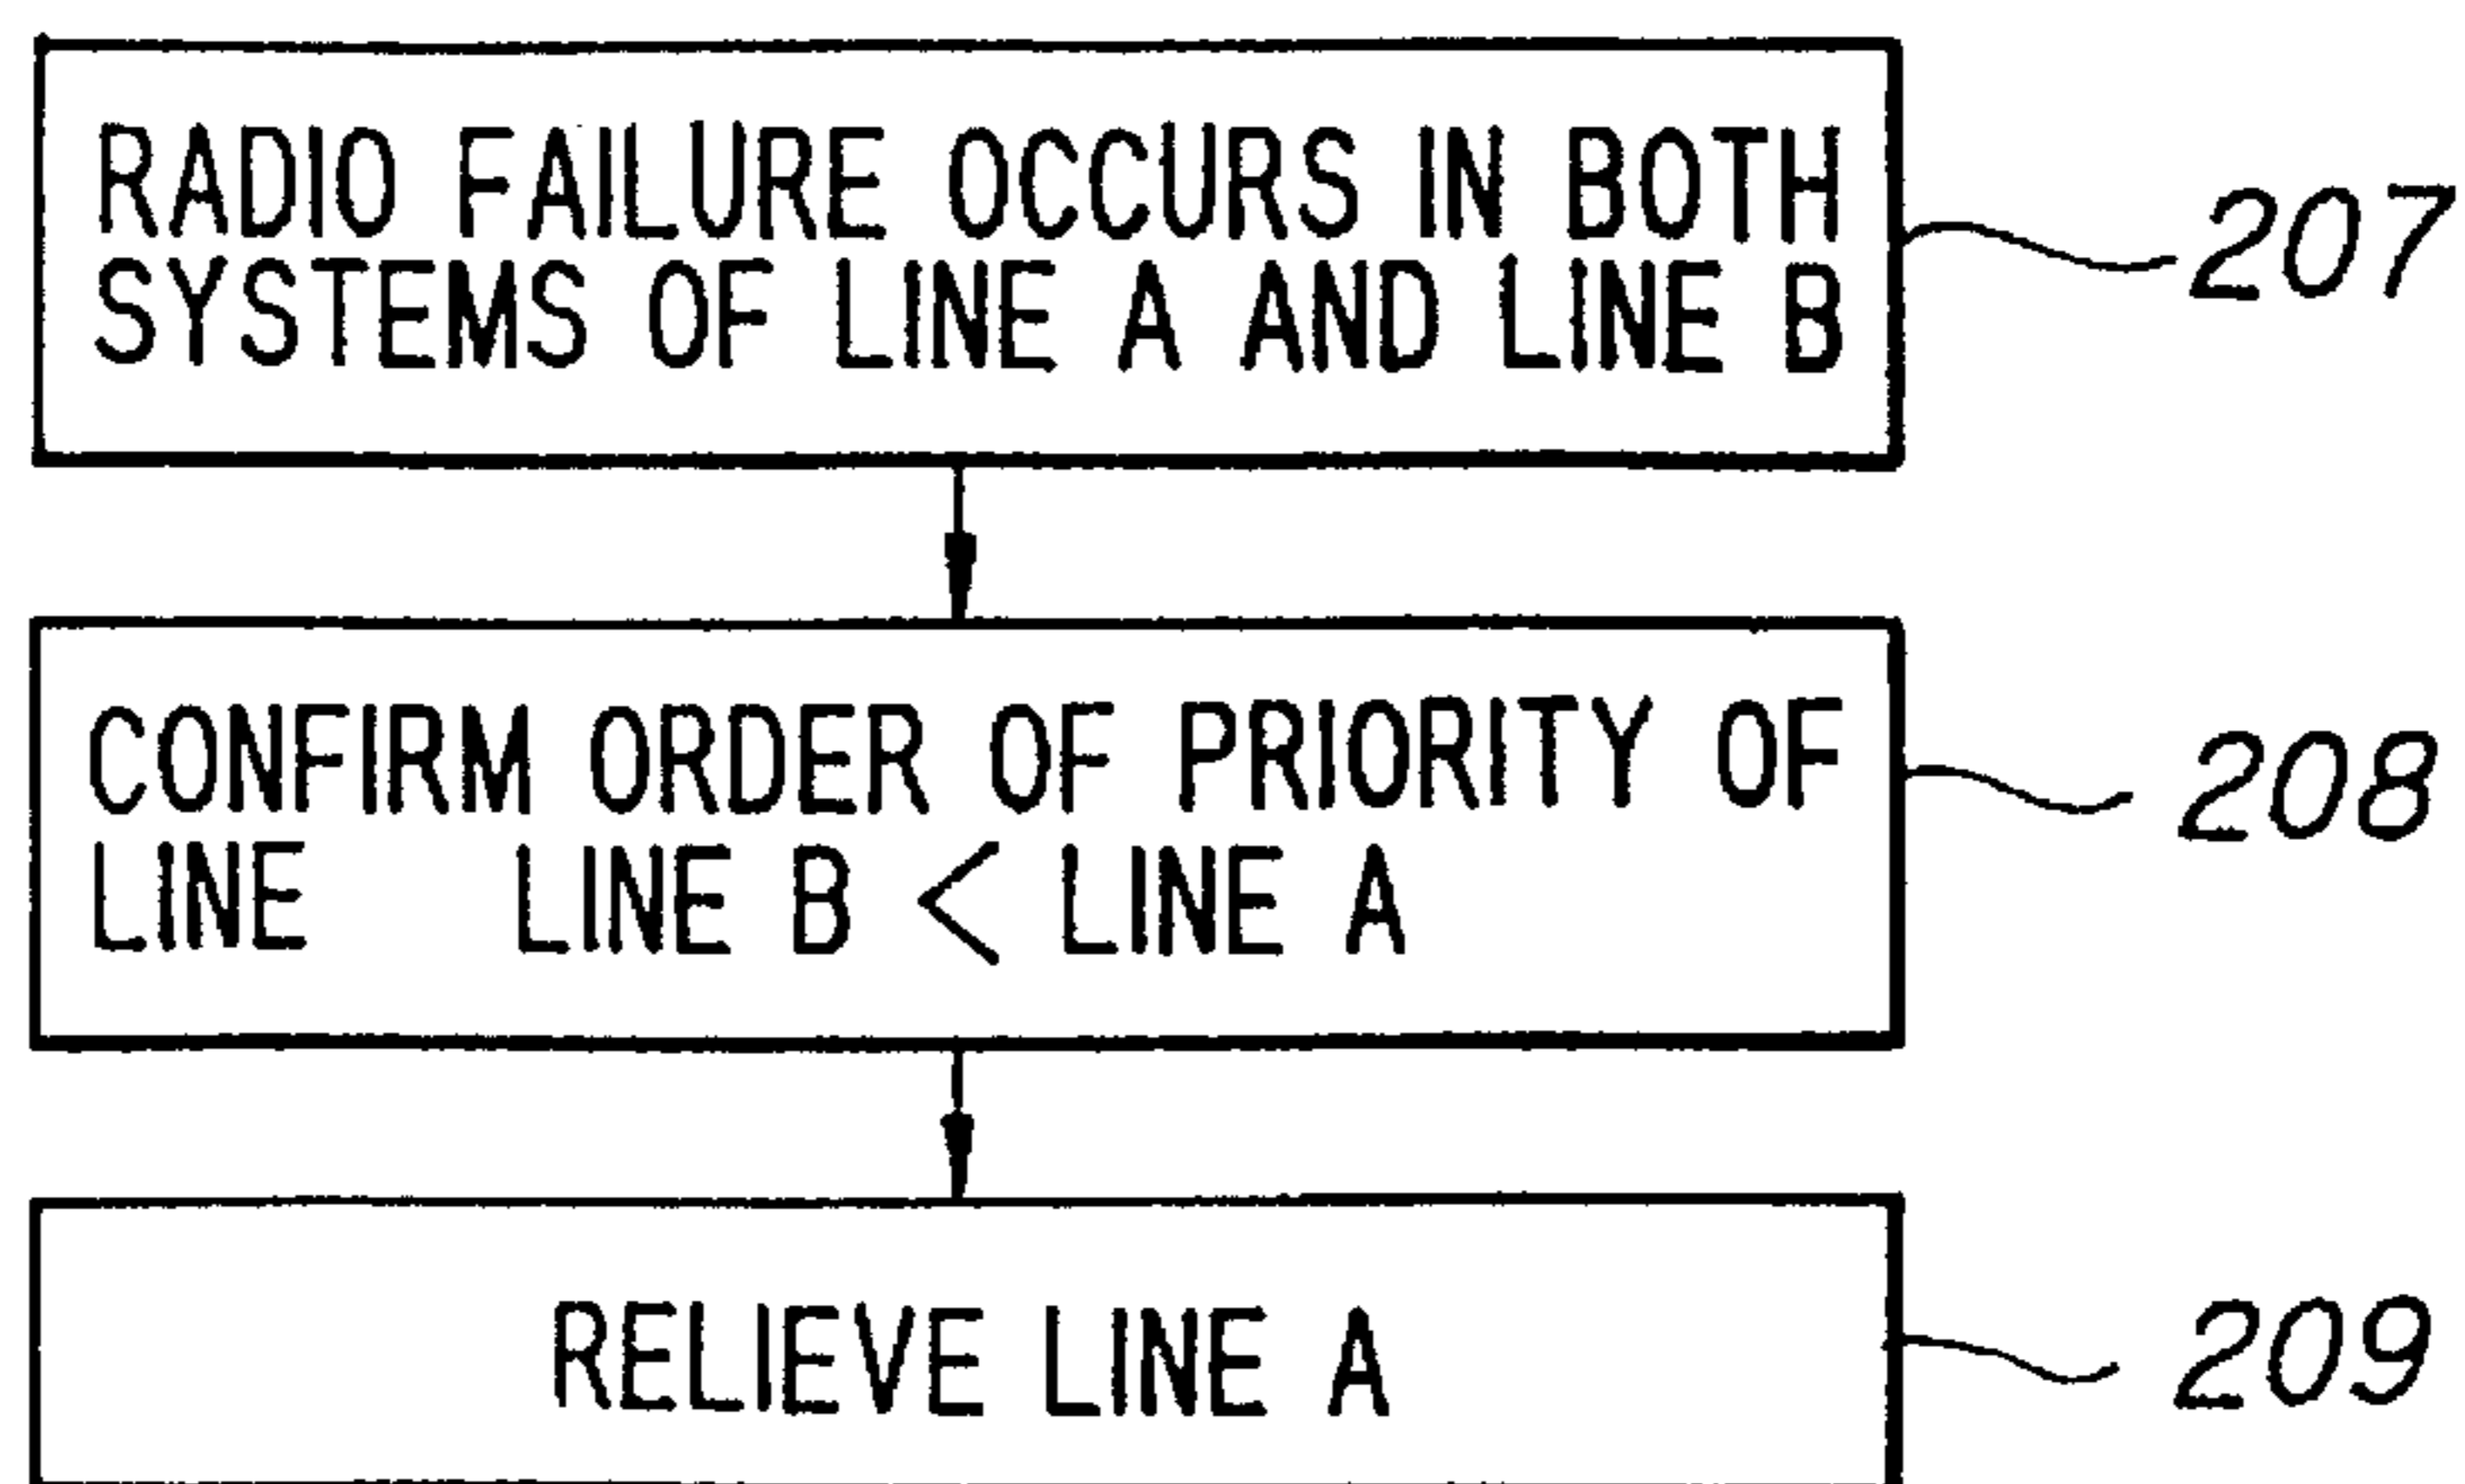 RADIO FAILURE OCCURS IN BOTH
SYSTEMS OF LINE A AND LINE B
207
CONFIRM ORDER OF PRIORITY OF
LINE LINE B < LINE A
208
RELIEVE LINE A
209